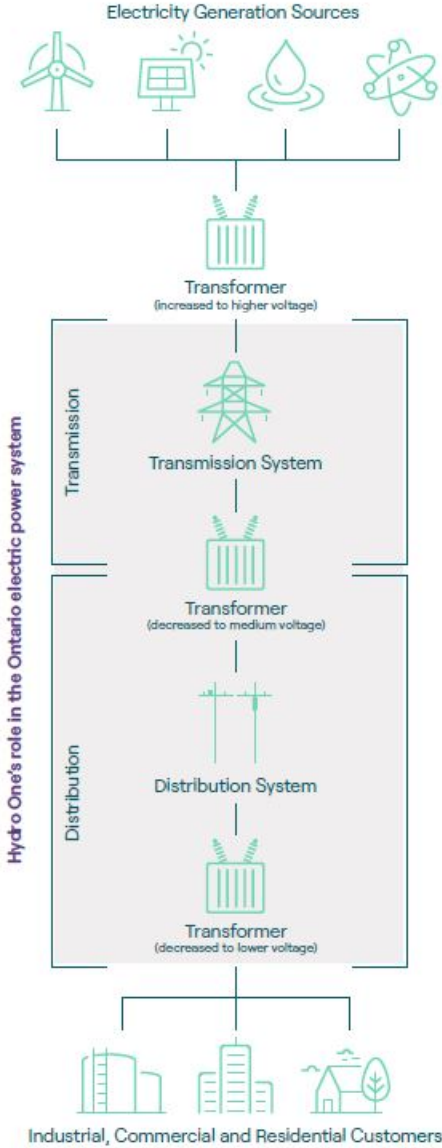 Electricity Generation Sources
Transformer
(increased to higher voltage)
Hydro One's role in the Ontario electric power system
Transmission
Transmission System
Transformer
(decreased to medium voltage)
Distribution
Distribution System
Transformer
(decreased to lower voltage)
Industrial, Commercial and Residential Customers